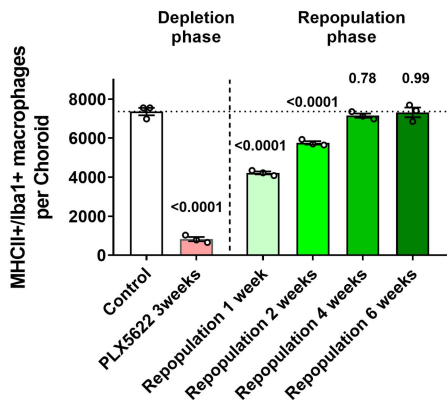 Depletion
phase
Repopulation
phase
MHCII+/Iba1+ macrophages
per Choroid
8000
6000
4000
2000
0
<0.0001
<0.0001
<0.0001
0.78
0.99
Control
PLX5622 3weeks
Repopulation 1 week
Repopulation 2 weeks
Repopulation 4 weeks
Repopulation 6 weeks